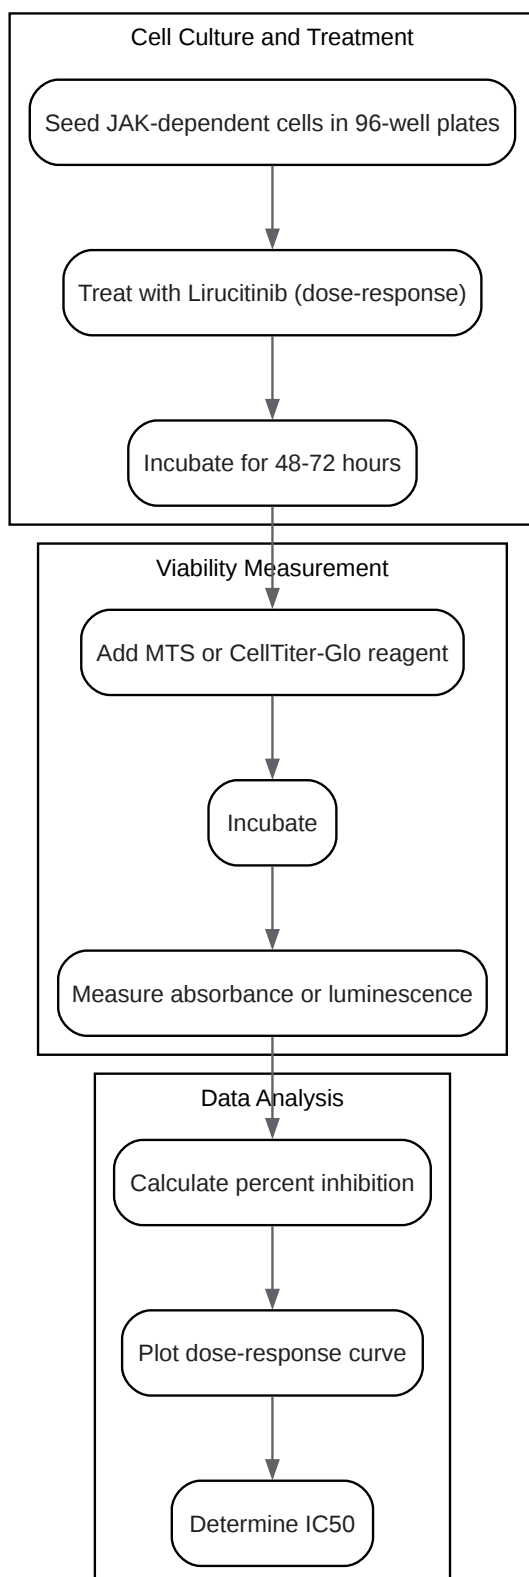 Cell Culture and Treatment
Seed JAK-dependent cells in 96-well plates
Treat with Lirucitinib (dose-response)
Incubate for 48-72 hours
Viability Measurement
Add MTS or CellTiter-Glo reagent
Incubate
Measure absorbance or luminescence
Data Analysis
Calculate percent inhibition
Plot dose-response curve
Determine IC50